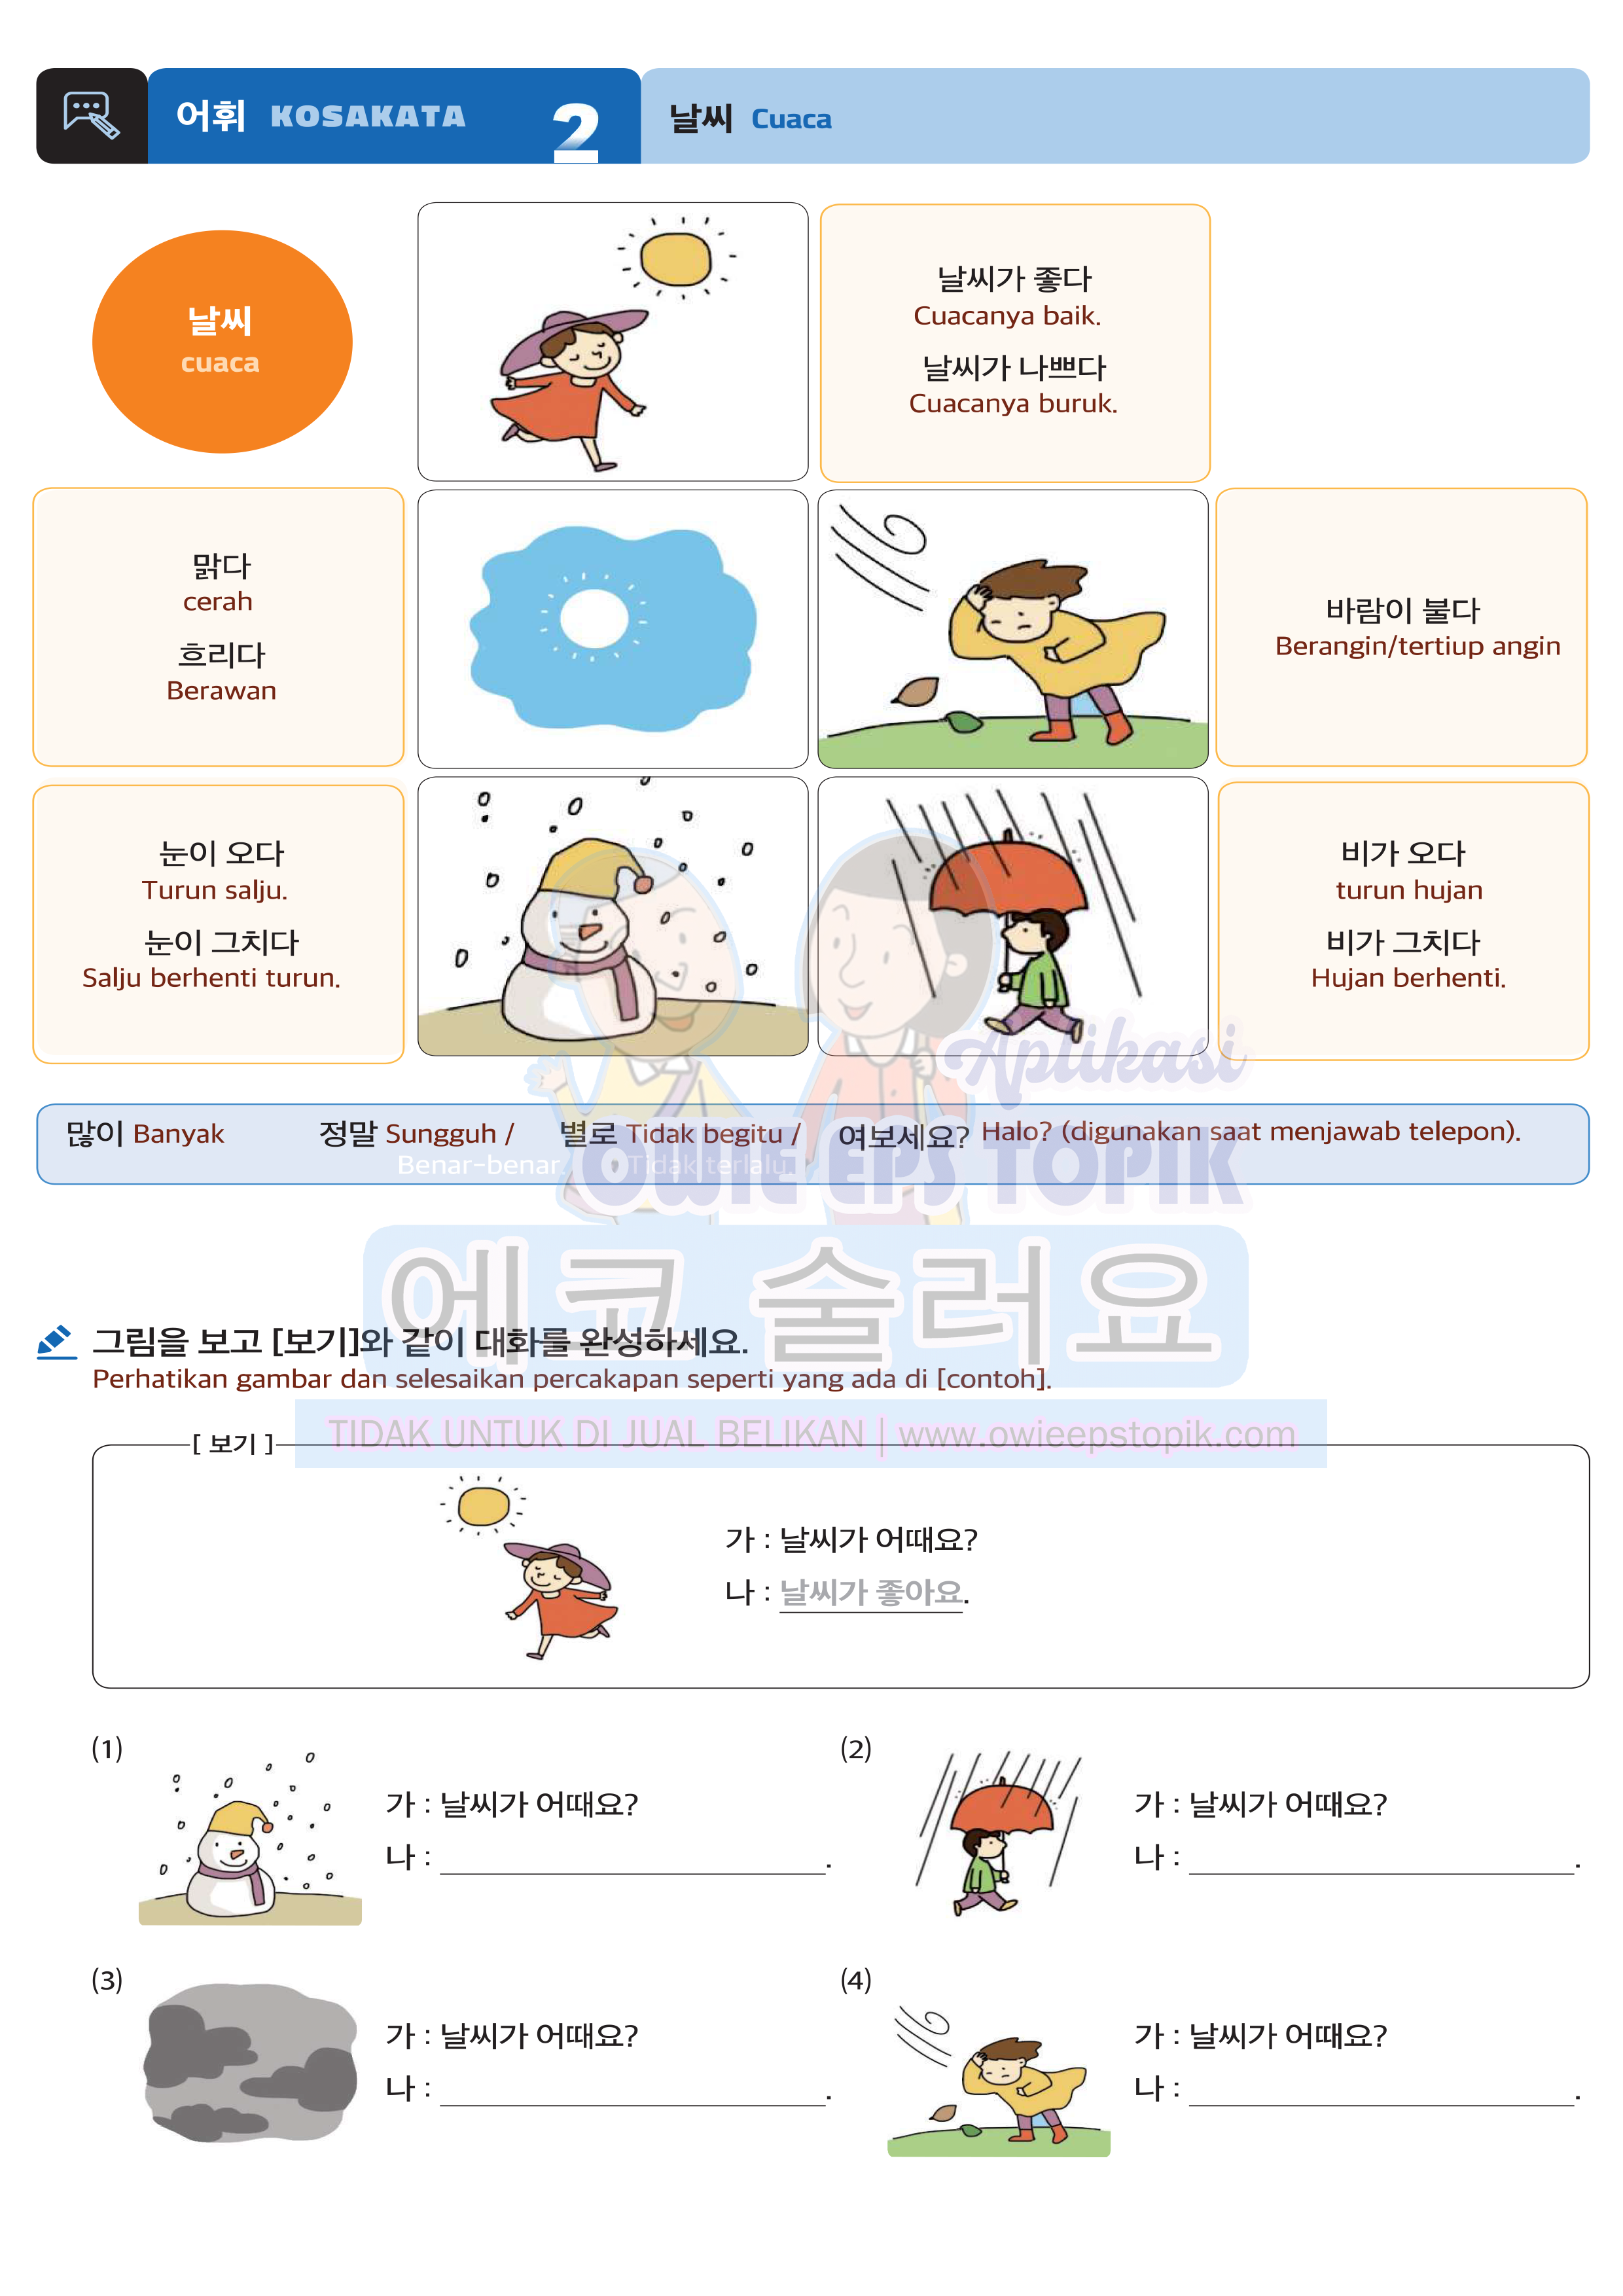 어휘 KOSAKATA 2 날씨 Cuaca
날씨
cuaca
날씨가 좋다
Cuacanya baik.
날씨가 나쁘다
Cuacanya buruk.
맑다
cerah
흐리다
Berawan
바람이 불다
Berangin/tertiup angin
눈이 오다
Turun salju.
눈이 그치다
Salju berhenti turun.
비가 오다
turun hujan
비가 그치다
Hujan berhenti.
Aplikasi
많이 Banyak 정말 Sungguh / 별로 Tidak begitu / 여보세요? Halo? (digunakan saat menjawab telepon).
Benar-benar. Tidak terlalu.
OWIE EPS TOPIK
에코 술러요
그림을 보고 [보기]와 같이 대화를 완성하세요.
Perhatikan gambar dan selesaikan percakapan seperti yang ada di [contoh].
TIDAK UNTUK DI JUAL BELIKAN | www.owieepstopik.com
[ 보기 ]
가 : 날씨가 어때요?
나 : 날씨가 좋아요.
(1)
가 : 날씨가 어때요?
나 : .
(2)
가 : 날씨가 어때요?
나 : .
(3)
가 : 날씨가 어때요?
나 : .
(4)
가 : 날씨가 어때요?
나 : .